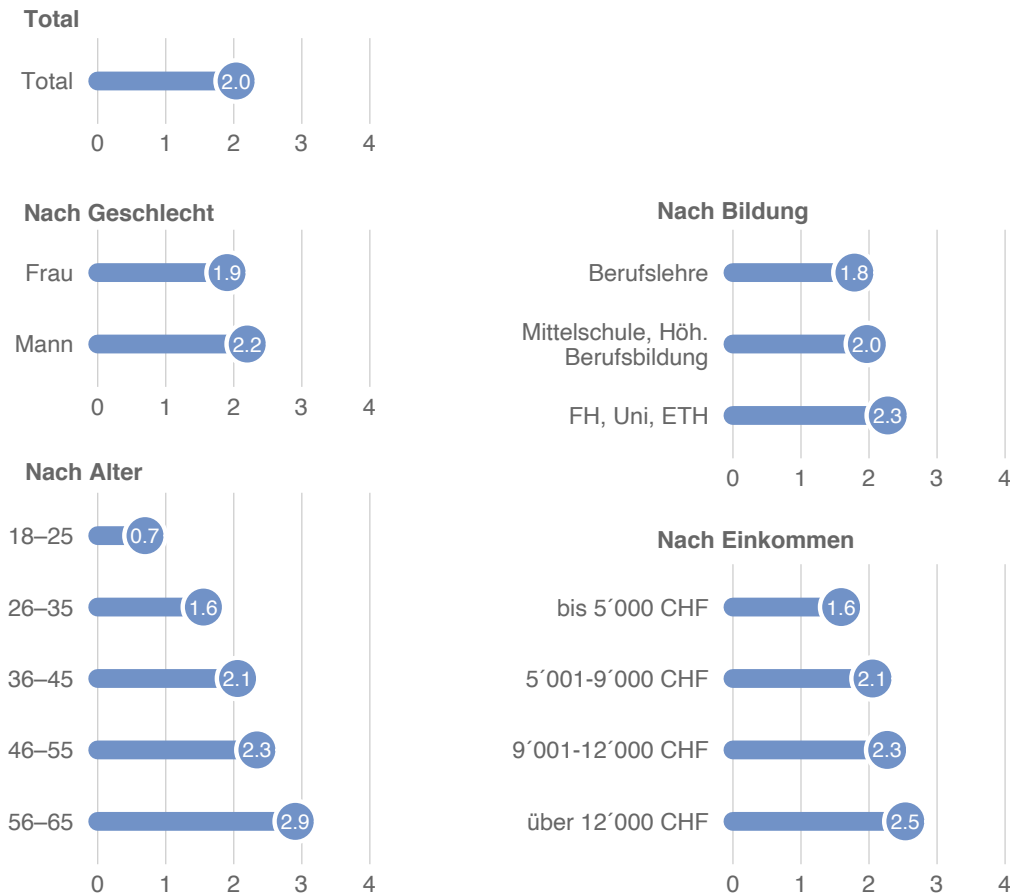 Total
Total 2.0
0 1 2 3 4
Nach Geschlecht
Frau 1.9
Mann 2.2
0 1 2 3 4
Nach Alter
18–25 0.7
26–35 1.6
36–45 2.1
46–55 2.3
56–65 2.9
0 1 2 3 4
Nach Bildung
Berufslehre 1.8
Mittelschule, Höh.
Berufsbildung 2.0
FH, Uni, ETH 2.3
0 1 2 3 4
Nach Einkommen
bis 5´000 CHF 1.6
5´001-9´000 CHF 2.1
9´001-12´000 CHF 2.3
über 12´000 CHF 2.5
0 1 2 3 4